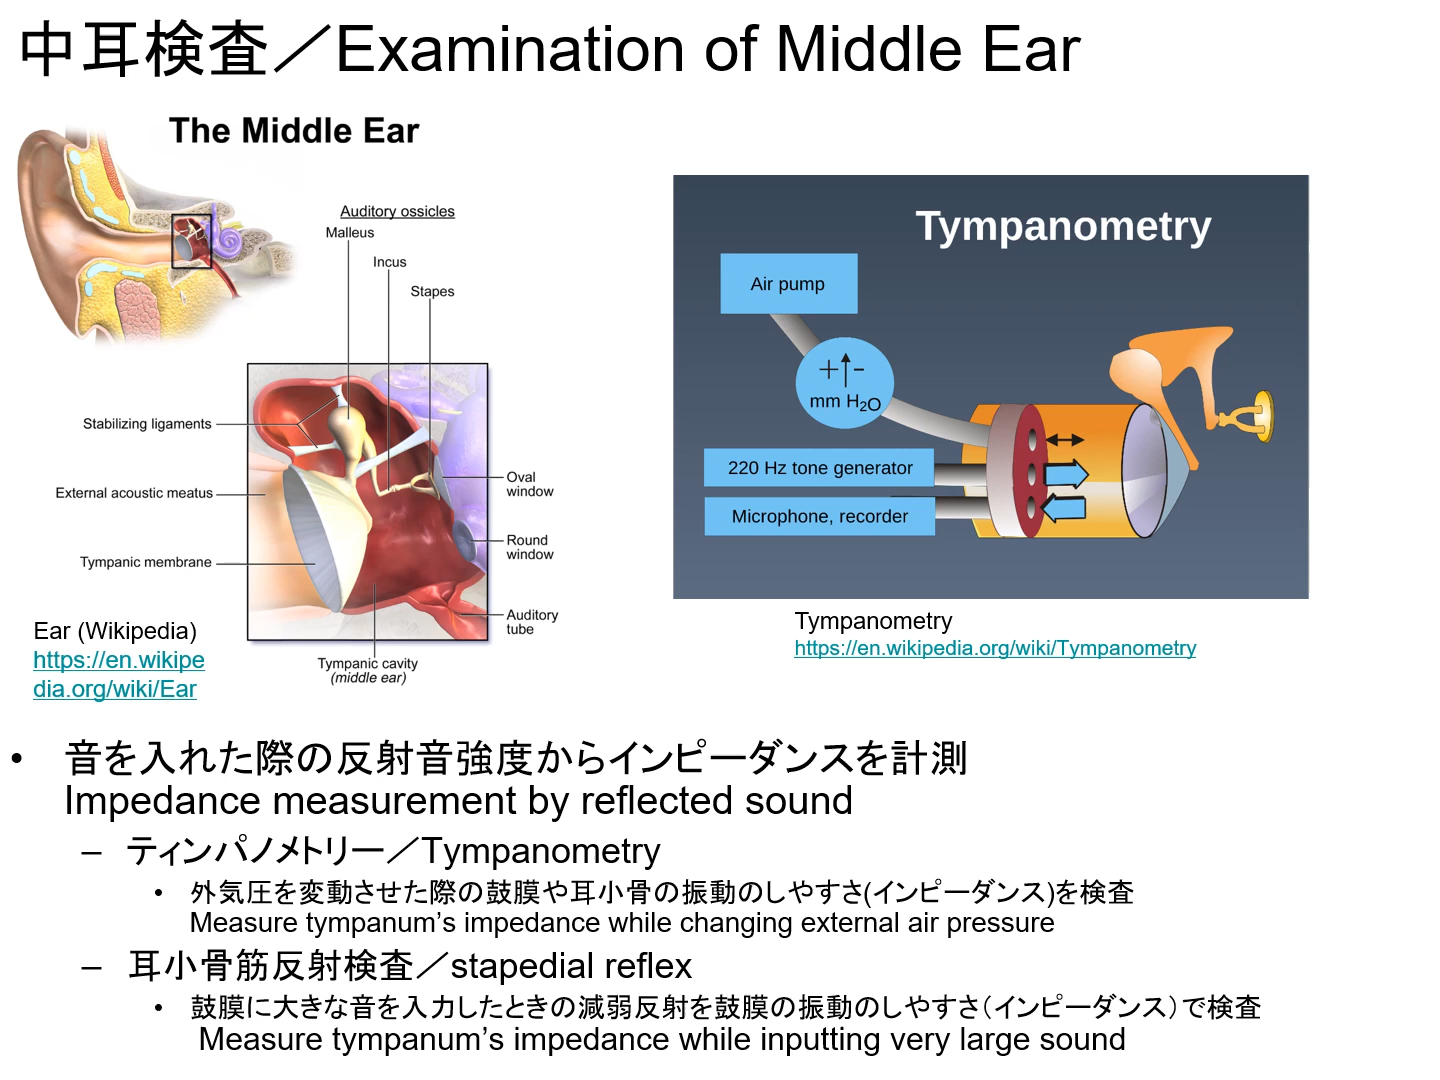 中耳検査／Examination of Middle Ear
The Middle Ear
Auditory ossicles
Malleus
Incus
Stapes
Stabilizing ligaments
External acoustic meatus
Tympanic membrane
Oval
window
Round
window
Auditory
tube
Tympanic cavity
(middle ear)
Ear (Wikipedia)
https://en.wikipe
dia.org/wiki/Ear
Tympanometry
Air pump
+ -
mm H₂O
220 Hz tone generator
Microphone, recorder
Tympanometry
https://en.wikipedia.org/wiki/Tympanometry
• 音を入れた際の反射音強度からインピーダンスを計測
Impedance measurement by reflected sound
– ティンパノメトリー／Tympanometry
• 外気圧を変動させた際の鼓膜や耳小骨の振動のしやすさ(インピーダンス)を検査
Measure tympanum’s impedance while changing external air pressure
– 耳小骨筋反射検査／stapedial reflex
• 鼓膜に大きな音を入力したときの減弱反射を鼓膜の振動のしやすさ（インピーダンス）で検査
Measure tympanum’s impedance while inputting very large sound